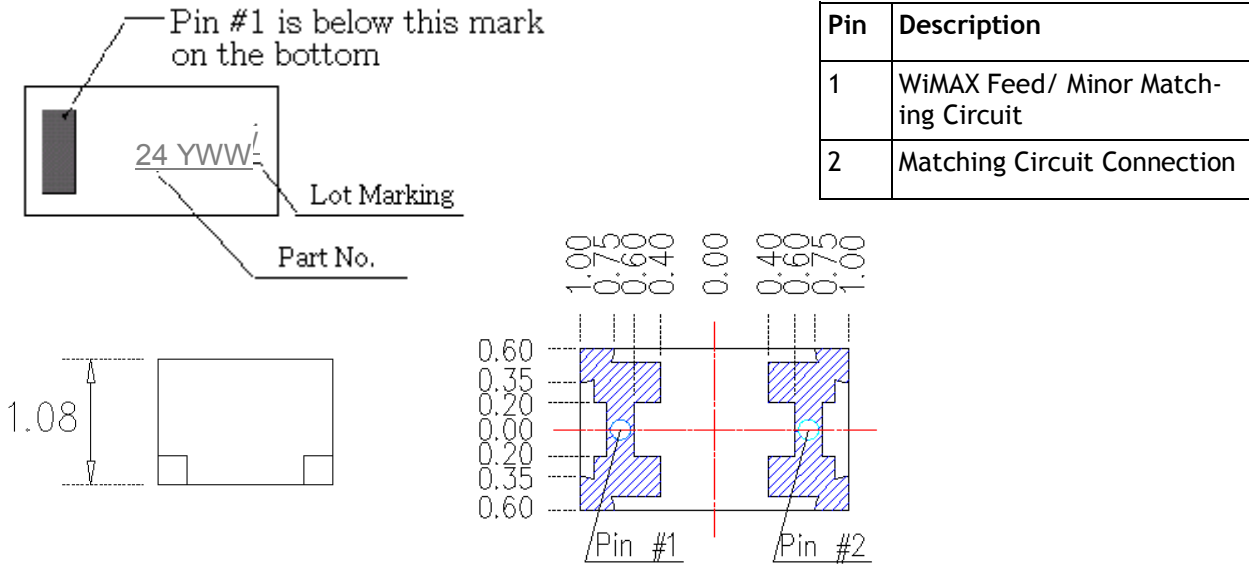 Pin #1 is below this mark
on the bottom
24 YWW
Lot Marking
Part No.
Pin Description
1 WiMAX Feed/ Minor Match-
ing Circuit
2 Matching Circuit Connection
1.08
1.00 0.75 0.60 0.40 0.00 0.40 0.60 0.75 1.00
0.60
0.35
0.20
0.00
0.20
0.35
0.60
Pin #1
Pin #2